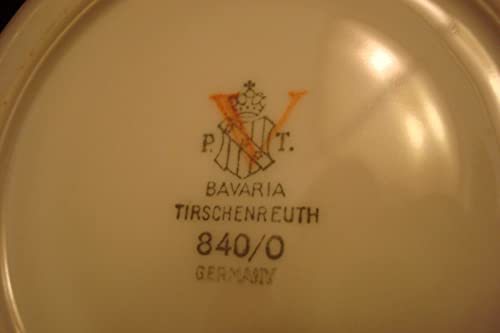 P. T.
BAVARIA
TIRSCHENREUTH
840/0
GERMANY